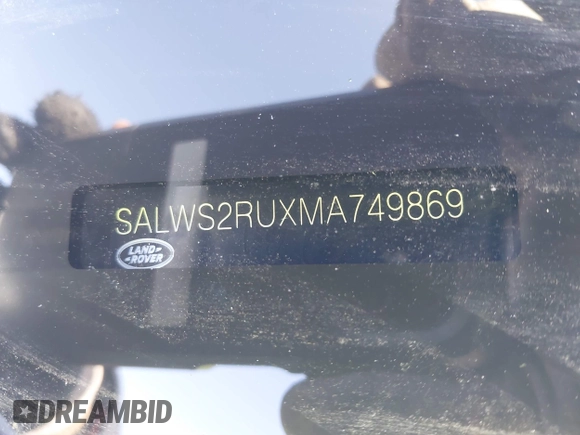 SALWS2RUXMA749869
LAND-
-ROVER
DREAMBID